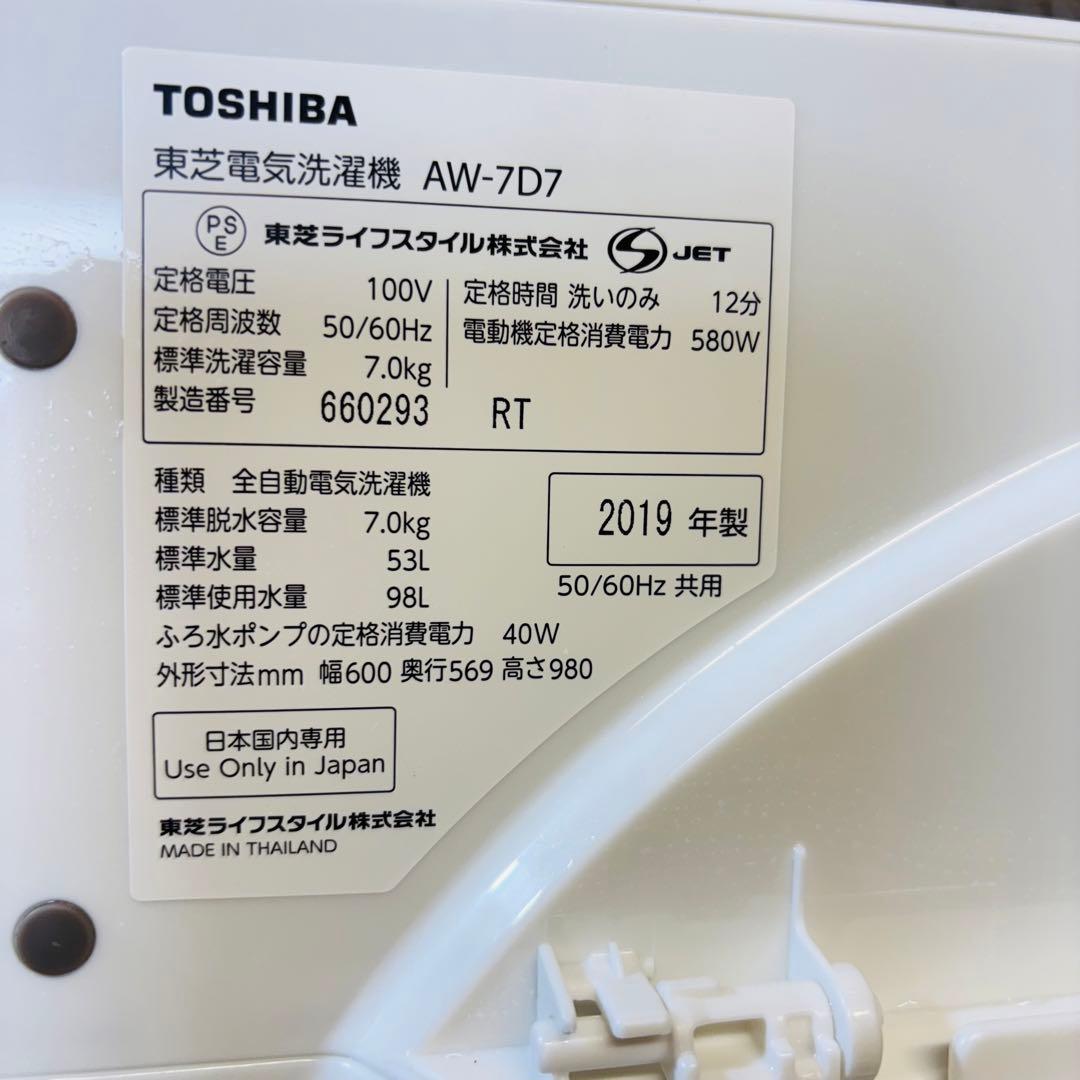 TOSHIBA
東芝電気洗濯機 AW-7D7
PS E 東芝ライフスタイル株式会社 S JET
定格電圧 100V
定格周波数 50/60Hz
標準洗濯容量 7.0kg
製造番号 660293 RT
定格時間 洗いのみ 12分
電動機定格消費電力 580W
種類 全自動電気洗濯機
標準脱水容量 7.0kg
標準水量 53L
標準使用水量 98L
ふろ水ポンプの定格消費電力 40W
外形寸法mm 幅600 奥行569 高さ980
2019 年製
50/60Hz 共用
日本国内専用
Use Only in Japan
東芝ライフスタイル株式会社
MADE IN THAILAND